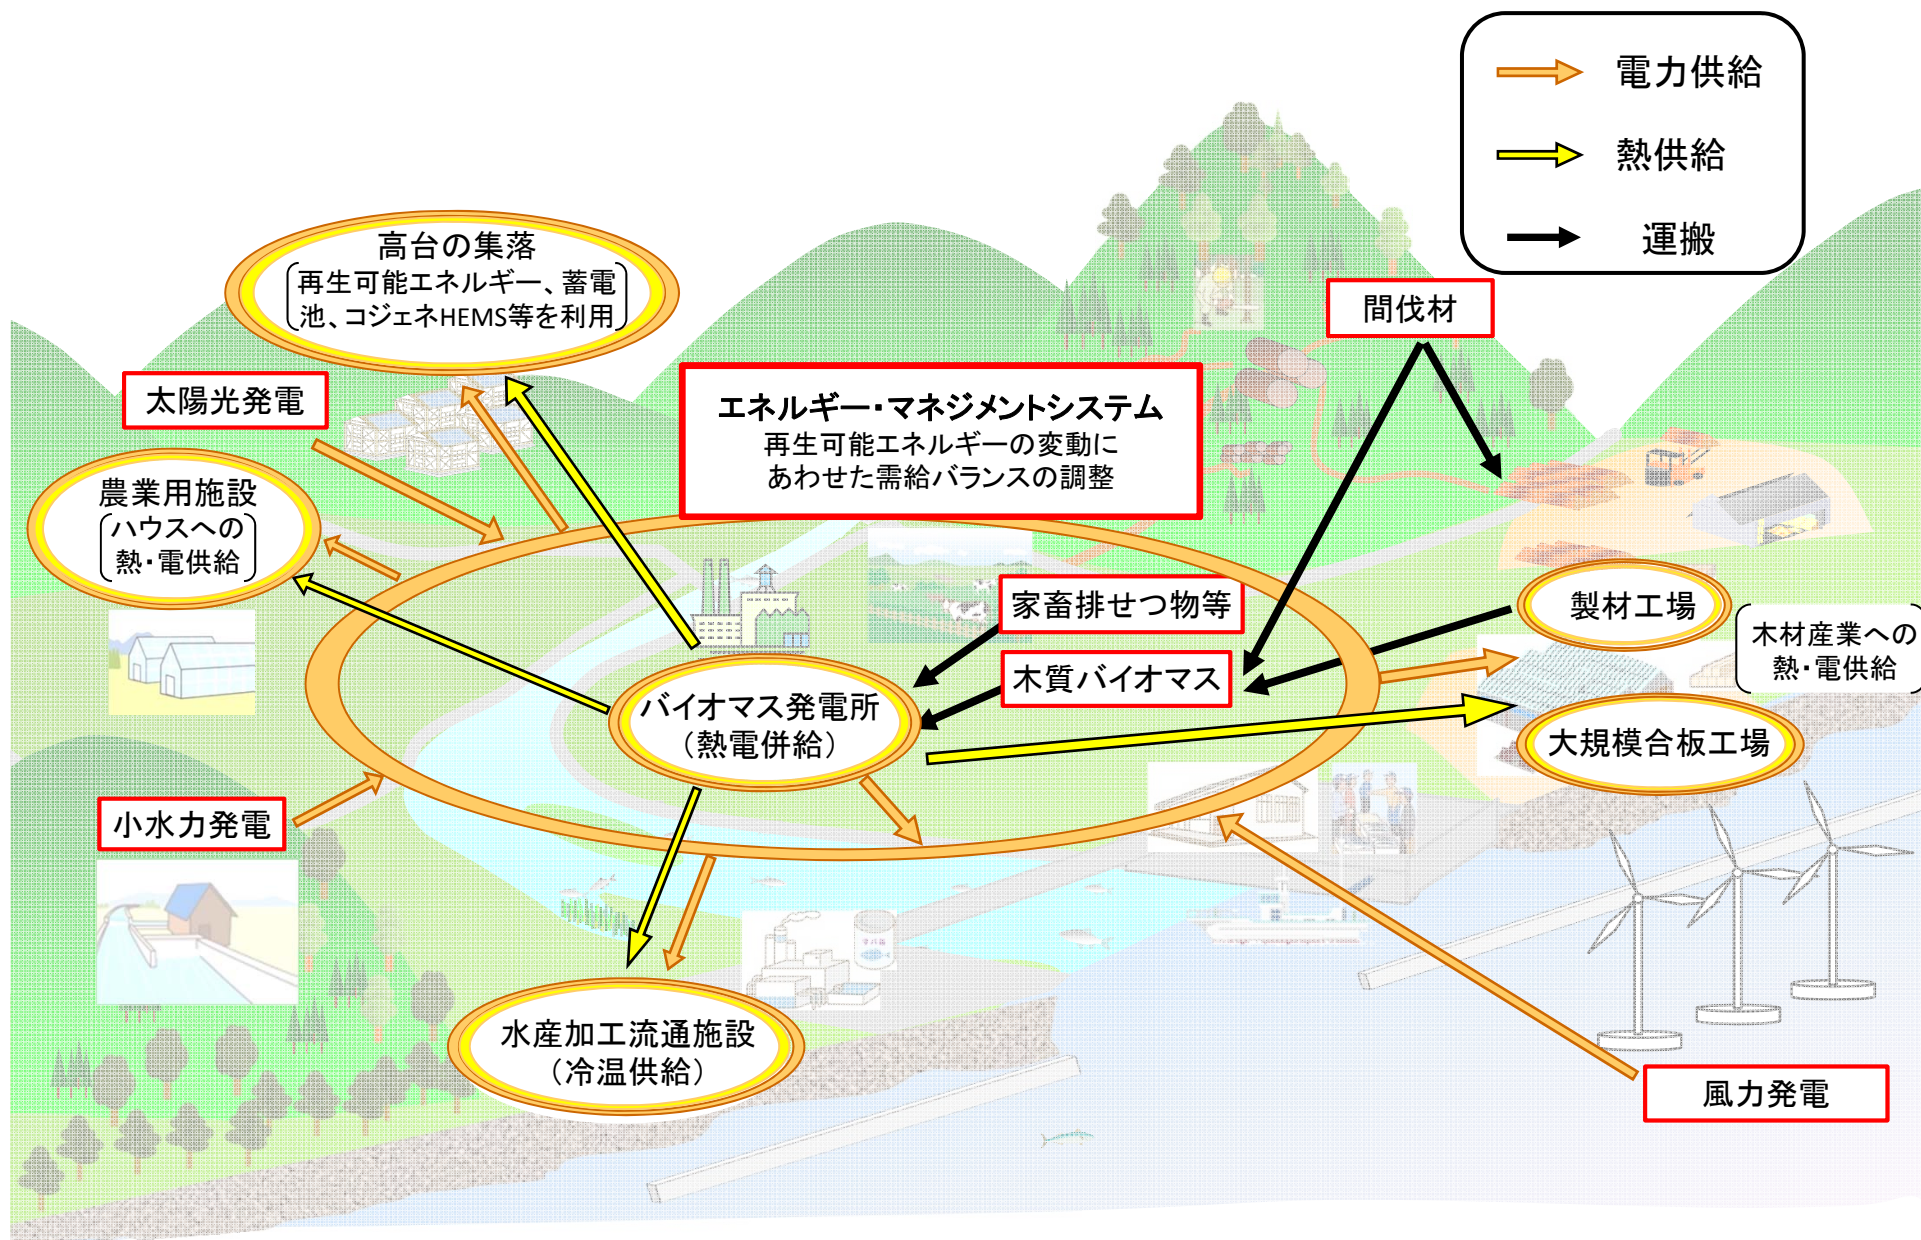 電力供給
熱供給
運搬
高台の集落
再生可能エネルギー、蓄電
池、コジェネHEMS等を利用
間伐材
太陽光発電
エネルギー・マネジメントシステム
再生可能エネルギーの変動に
あわせた需給バランスの調整
農業用施設
ハウスへの
熱・電供給
家畜排せつ物等
木質バイオマス
製材工場
木材産業への
熱・電供給
バイオマス発電所
（熱電併給）
大規模合板工場
小水力発電
水産加工流通施設
（冷温供給）
風力発電